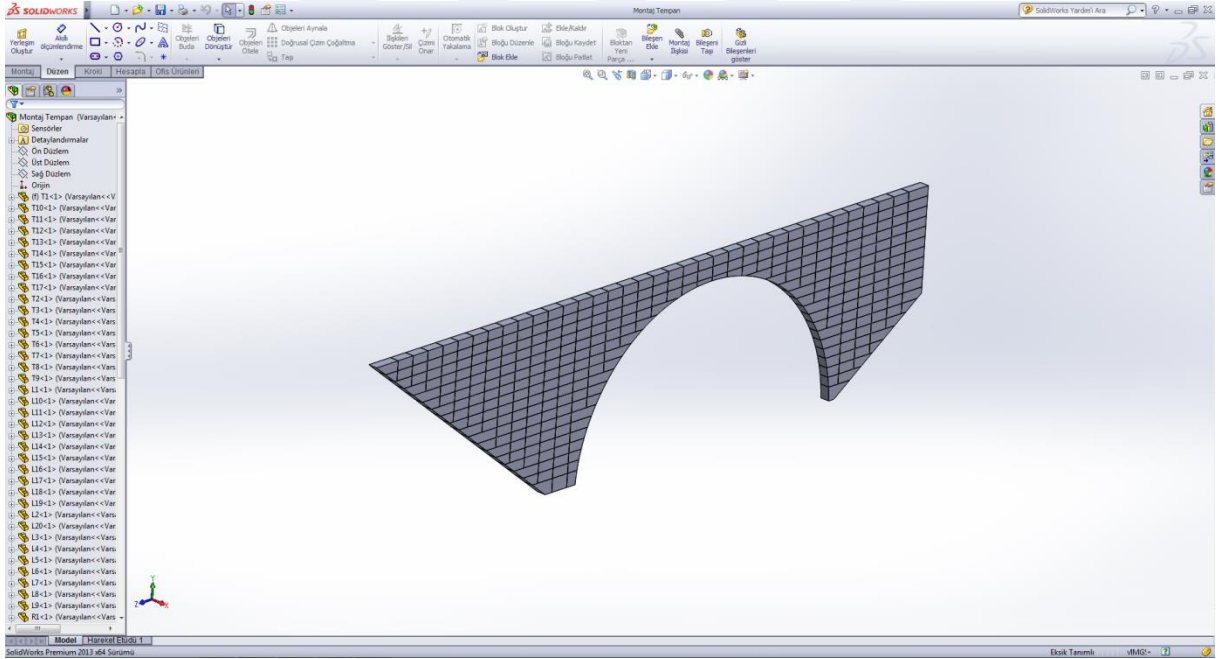 SOLIDWORKS
Montaj Tempan
SolidWorks Yardım Ara
Yerleşim Oluştur
Akıllı ölçümlendirme
Objeleri Buda
Objeleri Dönüştür
Objeleri Ötele
Objeleri Aynala
Doğrusal Çizim Çoğaltma
Taşı
İlişkileri Göster/Sil
Çizimi Onar
Otomatik Yakalama
Blok Oluştur
Bloğu Düzenle
Blok Ekle
Ekle/Kaldır
Bloğu Kaydet
Bloğu Patlat
Bloktan Yeni Parça ...
Bileşen Ekle
Montaj İlişkisi
Bileşeni Taşı
Gizli Bileşenleri göster
Montaj Düzen Kroki Hesapla Ofis Ürünleri
Montaj Tempan (Varsayılan<
Sensörler
Detaylandırmalar
Ön Düzlem
Üst Düzlem
Sağ Düzlem
Orijin
(f) T1<1> (Varsayılan<<V
T10<1> (Varsayılan<<Var
T11<1> (Varsayılan<<Var
T12<1> (Varsayılan<<Var
T13<1> (Varsayılan<<Var
T14<1> (Varsayılan<<Var
T15<1> (Varsayılan<<Var
T16<1> (Varsayılan<<Var
T17<1> (Varsayılan<<Var
T2<1> (Varsayılan<<Vars
T3<1> (Varsayılan<<Vars
T4<1> (Varsayılan<<Vars
T5<1> (Varsayılan<<Vars
T6<1> (Varsayılan<<Vars
T7<1> (Varsayılan<<Vars
T8<1> (Varsayılan<<Vars
T9<1> (Varsayılan<<Vars
L1<1> (Varsayılan<<Vars
L10<1> (Varsayılan<<Var
L11<1> (Varsayılan<<Var
L12<1> (Varsayılan<<Var
L13<1> (Varsayılan<<Var
L14<1> (Varsayılan<<Var
L15<1> (Varsayılan<<Var
L16<1> (Varsayılan<<Var
L17<1> (Varsayılan<<Var
L18<1> (Varsayılan<<Var
L19<1> (Varsayılan<<Var
L2<1> (Varsayılan<<Vars
L20<1> (Varsayılan<<Var
L3<1> (Varsayılan<<Vars
L4<1> (Varsayılan<<Vars
L5<1> (Varsayılan<<Vars
L6<1> (Varsayılan<<Vars
L7<1> (Varsayılan<<Vars
L8<1> (Varsayılan<<Vars
L9<1> (Varsayılan<<Vars
R1<1> (Varsayılan<<Vars
Y
Z X
Model Hareket Etüdü 1
SolidWorks Premium 2013 x64 Sürümü
Eksik Tanımlı